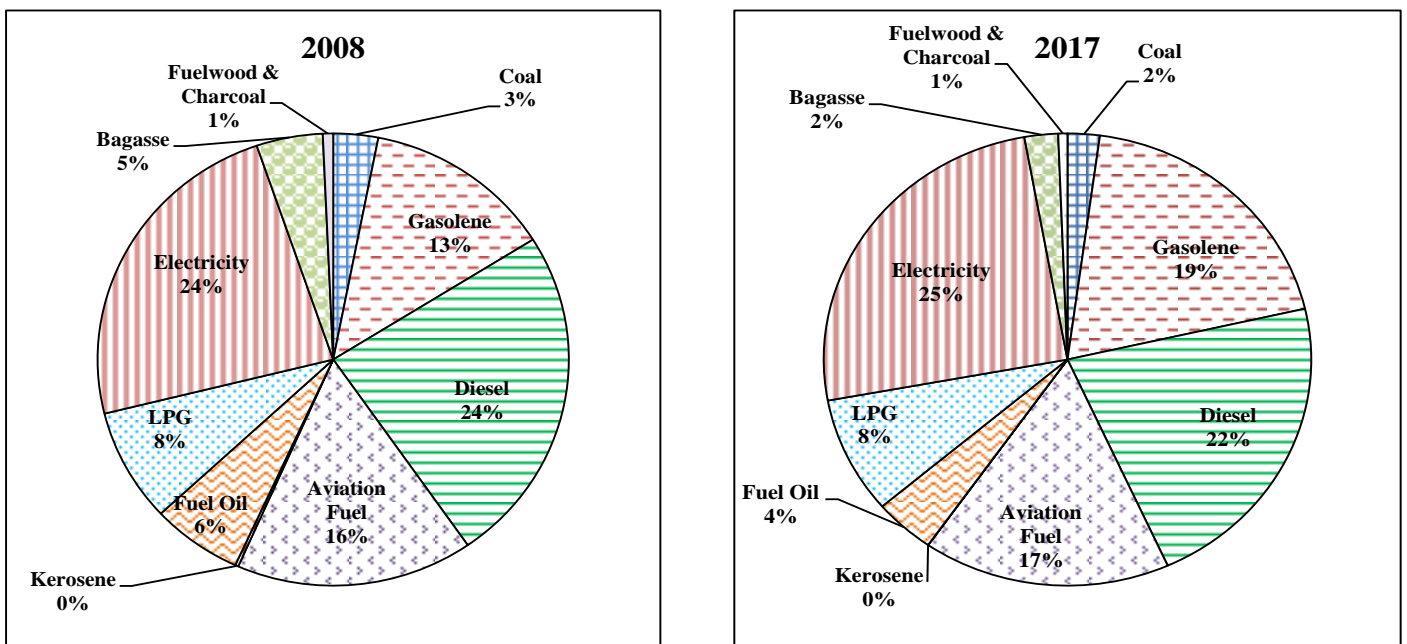 2008
Fuelwood &
Charcoal
1%
Coal
3%
Bagasse
5%
Gasolene
13%
Electricity
24%
Diesel
24%
LPG
8%
Aviation
Fuel
16%
Fuel Oil
6%
Kerosene
0%
2017
Fuelwood &
Charcoal
1%
Coal
2%
Bagasse
2%
Gasolene
19%
Electricity
25%
Diesel
22%
LPG
8%
Fuel Oil
4%
Aviation
Fuel
17%
Kerosene
0%